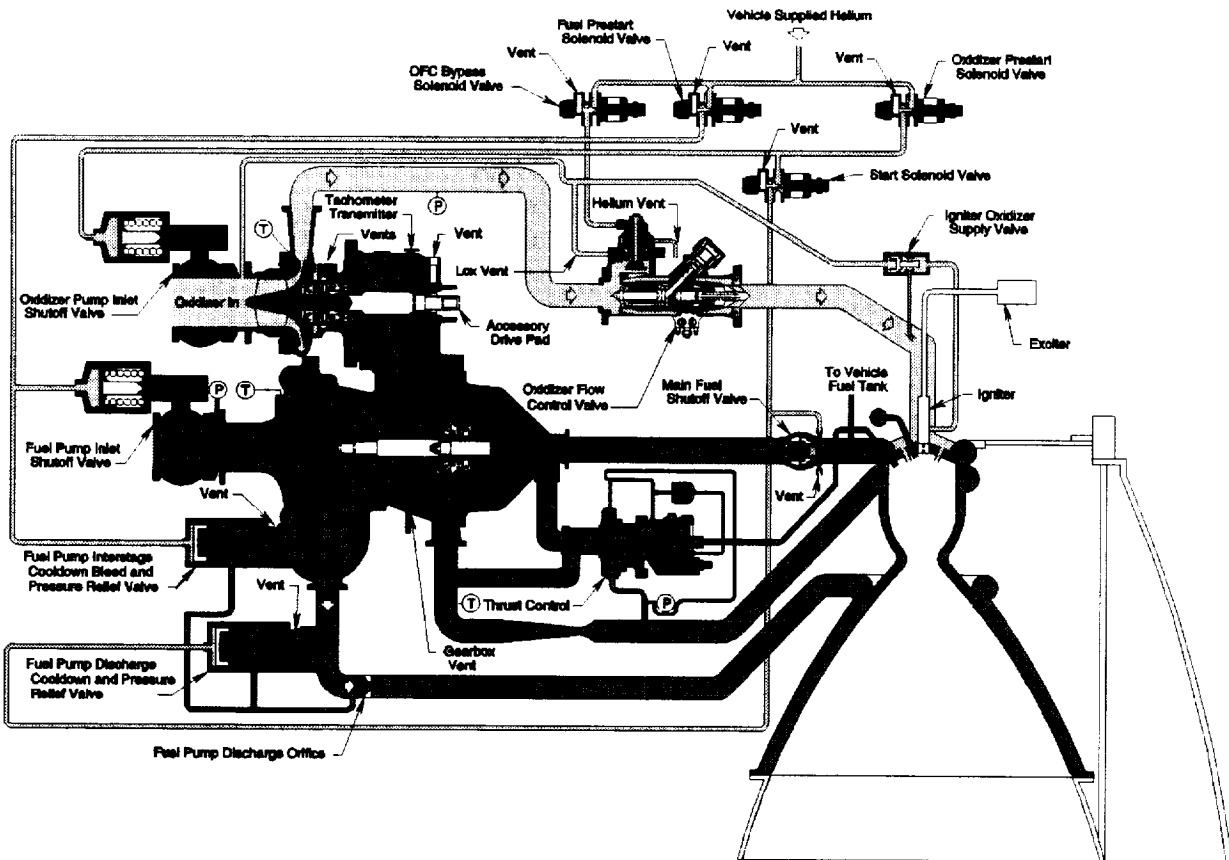 Vehicle Supplied Helium
Fuel Prestart
Solenoid Valve
Vent
Vent
OFC Bypass
Solenoid Valve
Vent
Oxidizer Prestart
Solenoid Valve
Vent
Start Solenoid Valve
Tachometer
Transmitter
P
Helium Vent
T
Vents
Vent
Igniter Oxidizer
Supply Valve
Lox Vent
Oxidizer Pump Inlet
Shutoff Valve
Oxidizer In
Accessory
Drive Pad
Exciter
P
T
Oxidizer Flow
Control Valve
Main Fuel
Shutoff Valve
To Vehicle
Fuel Tank
Igniter
Fuel Pump Inlet
Shutoff Valve
Vent
Vent
Fuel Pump Interstage
Cooldown Bleed and
Pressure Relief Valve
Vent
T
Thrust Control
P
Gearbox
Vent
Fuel Pump Discharge
Cooldown and Pressure
Relief Valve
Fuel Pump Discharge Orifice